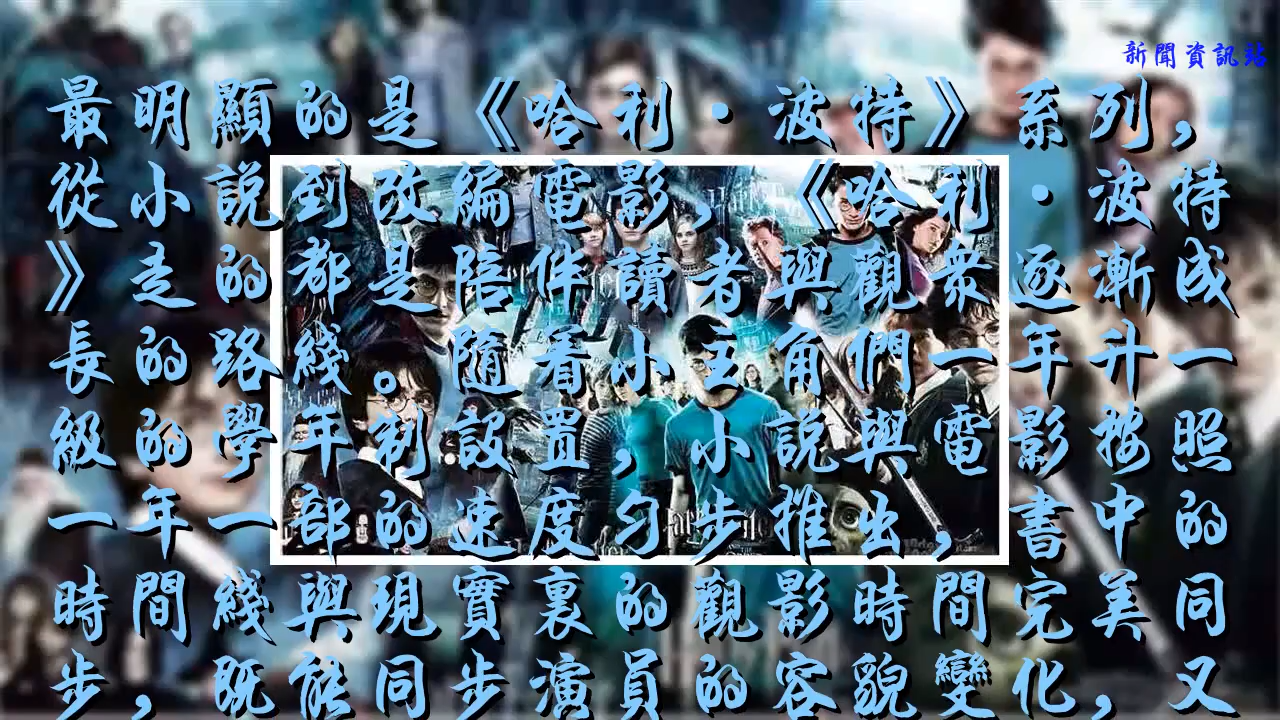 新聞資訊站
最明顯的是《哈利·波特》系列，
從小說到改編電影，《哈利·波特
》走的都是陪伴讀者與觀衆逐漸成
長的路綫。隨着小主角們一年升一
級的學年制設置，小說與電影按照
一年一部的速度勻步推出，書中的
時間綫與現實裏的觀影時間完美同
步，既能同步演員的容貌變化，又